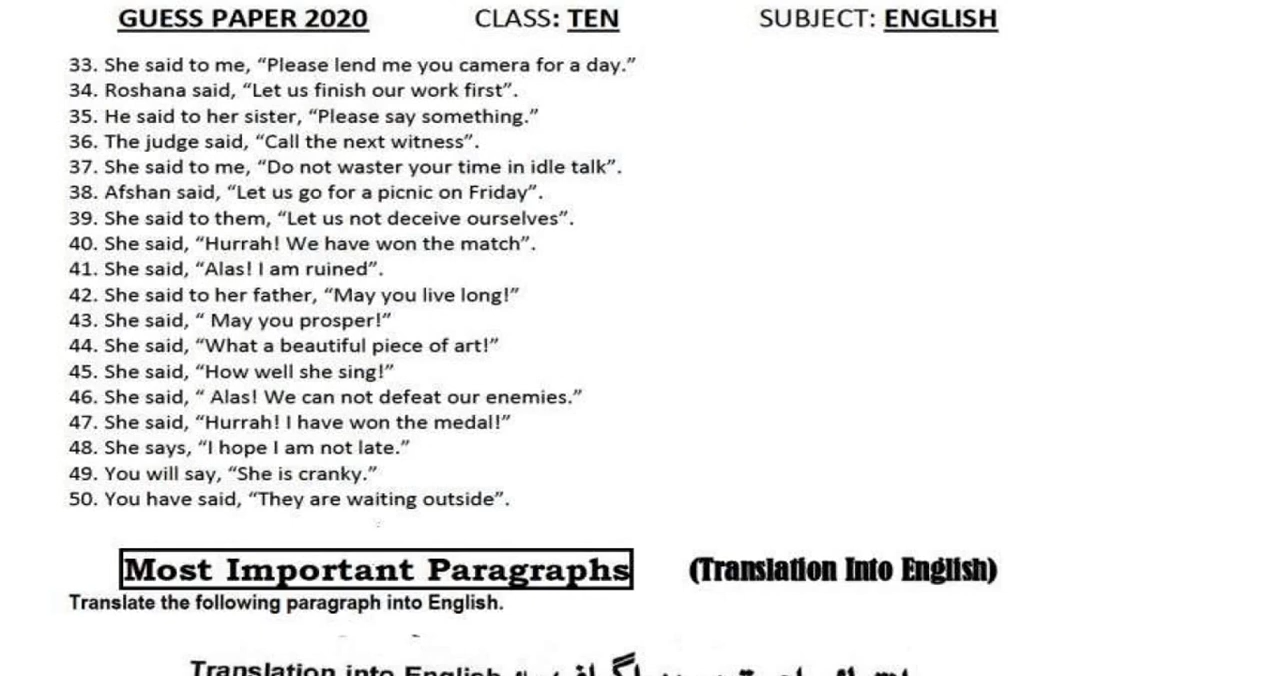 GUESS PAPER 2020 CLASS: TEN SUBJECT: ENGLISH
33. She said to me, “Please lend me you camera for a day.”
34. Roshana said, “Let us finish our work first”.
35. He said to her sister, “Please say something.”
36. The judge said, “Call the next witness”.
37. She said to me, “Do not waster your time in idle talk”.
38. Afshan said, “Let us go for a picnic on Friday”.
39. She said to them, “Let us not deceive ourselves”.
40. She said, “Hurrah! We have won the match”.
41. She said, “Alas! I am ruined”.
42. She said to her father, “May you live long!”
43. She said, “ May you prosper!”
44. She said, “What a beautiful piece of art!”
45. She said, “How well she sing!”
46. She said, “ Alas! We can not defeat our enemies.”
47. She said, “Hurrah! I have won the medal!”
48. She says, “I hope I am not late.”
49. You will say, “She is cranky.”
50. You have said, “They are waiting outside”.
Most Important Paragraphs (Translation Into English)
Translate the following paragraph into English.
Translation into English